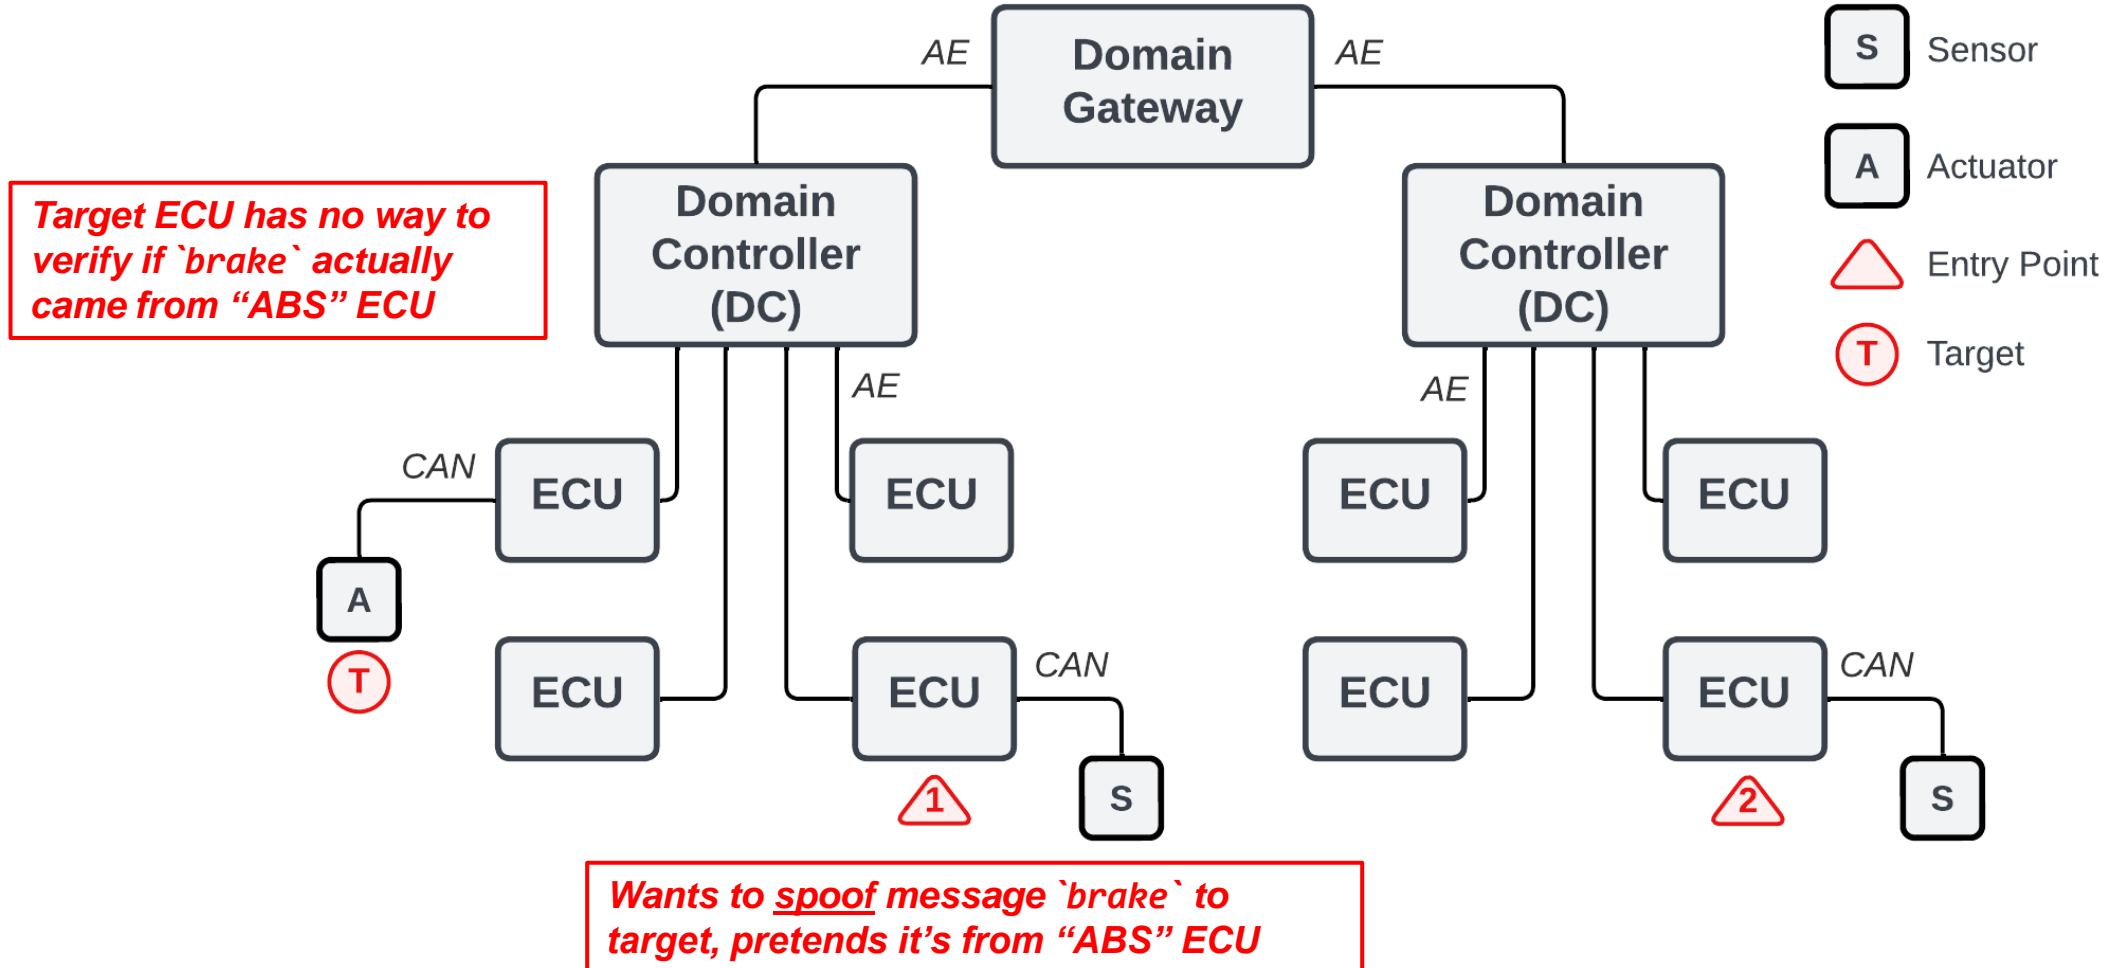 AE
Domain
Gateway
AE
S
Sensor
A
Actuator
Entry Point
T
Target
Target ECU has no way to
verify if `brake` actually
came from “ABS” ECU
Domain
Controller
(DC)
Domain
Controller
(DC)
AE
AE
CAN
ECU
ECU
ECU
ECU
A
T
ECU
ECU
CAN
ECU
ECU
CAN
1
S
2
S
Wants to spoof message `brake` to
target, pretends it’s from “ABS” ECU